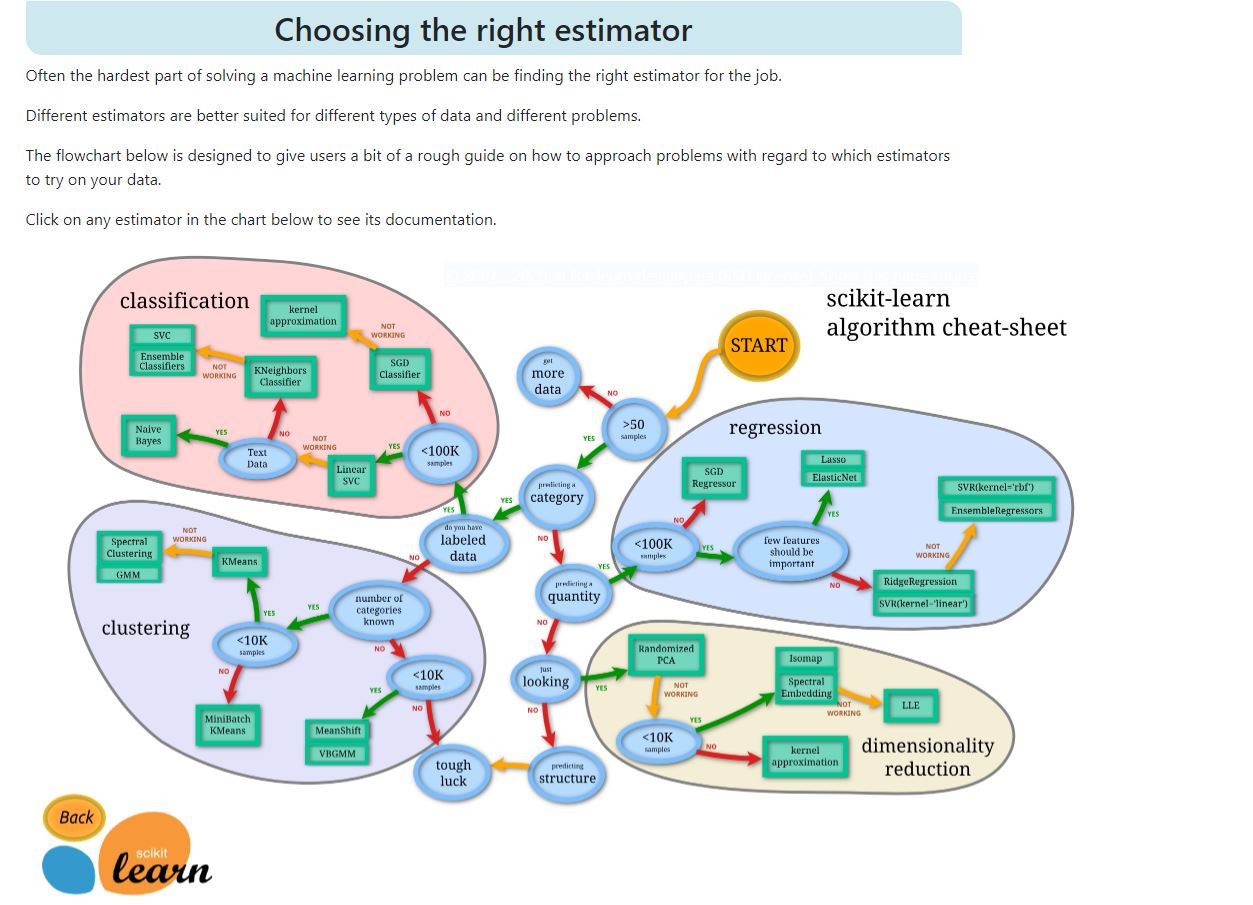 Choosing the right estimator
Often the hardest part of solving a machine learning problem can be finding the right estimator for the job.
Different estimators are better suited for different types of data and different problems.
The flowchart below is designed to give users a bit of a rough guide on how to approach problems with regard to which estimators
to try on your data.
Click on any estimator in the chart below to see its documentation.
scikit-learn
algorithm cheat-sheet
START
classification
kernel
approximation
NOT
WORKING
SVC
Ensemble
Classifiers
NOT
WORKING
KNeighbors
Classifier
SGD
Classifier
NO
Naive
Bayes
YES
Text
Data
NO
NOT
WORKING
Linear
SVC
YES
<100K
samples
YES
get
more
data
NO
>50
samples
YES
predicting a
category
YES
do you have
labeled
data
NO
NO
predicting a
quantity
YES
NO
just
looking
YES
NO
predicting
structure
tough
luck
regression
SGD
Regressor
NO
<100K
samples
YES
Lasso
ElasticNet
YES
few features
should be
important
NO
SVR(kernel='rbf')
EnsembleRegressors
NOT
WORKING
RidgeRegression
SVR(kernel='linear')
clustering
Spectral
Clustering
GMM
NOT
WORKING
KMeans
YES
<10K
samples
YES
number of
categories
known
NO
NO
MiniBatch
KMeans
<10K
samples
YES
NO
MeanShift
VBGMM
Randomized
PCA
NOT
WORKING
<10K
samples
YES
NO
Isomap
Spectral
Embedding
NOT
WORKING
LLE
kernel
approximation
dimensionality
reduction
Back
scikit
learn